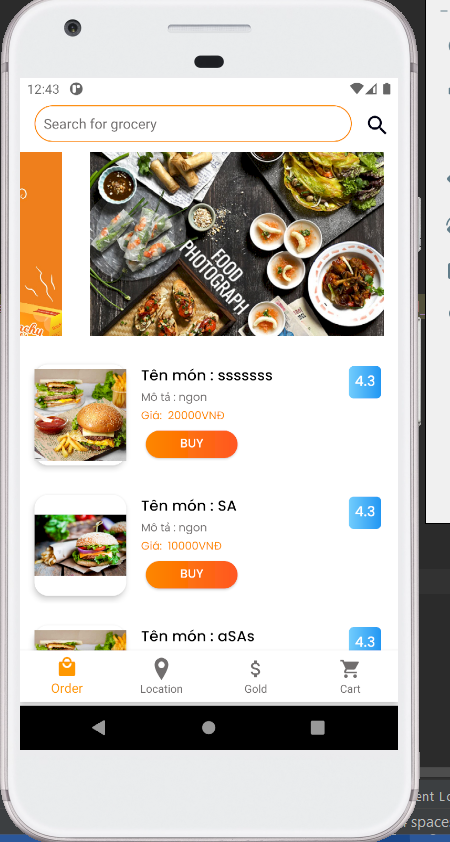 12:43
Search for grocery
FOOD
PHOTOGRAPH
Tên món : sssssss
4.3
Mô tả : ngon
Giá: 20000VNĐ
BUY
Tên món : SA
4.3
Mô tả : ngon
Giá: 10000VNĐ
BUY
Tên món : aSAs
4.3
Order
Location
Gold
Cart
ent Lo
space